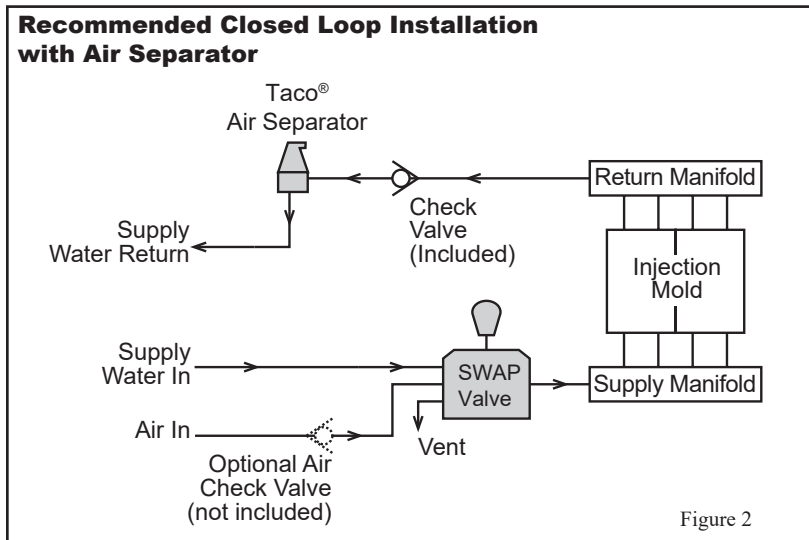 Recommended Closed Loop Installation
with Air Separator
Taco®
Air Separator
Return Manifold
Check
Valve
(Included)
Supply
Water Return
Injection
Mold
Supply
Water In
SWAP
Valve
Supply Manifold
Air In
Vent
Optional Air
Check Valve
(not included)
Figure 2